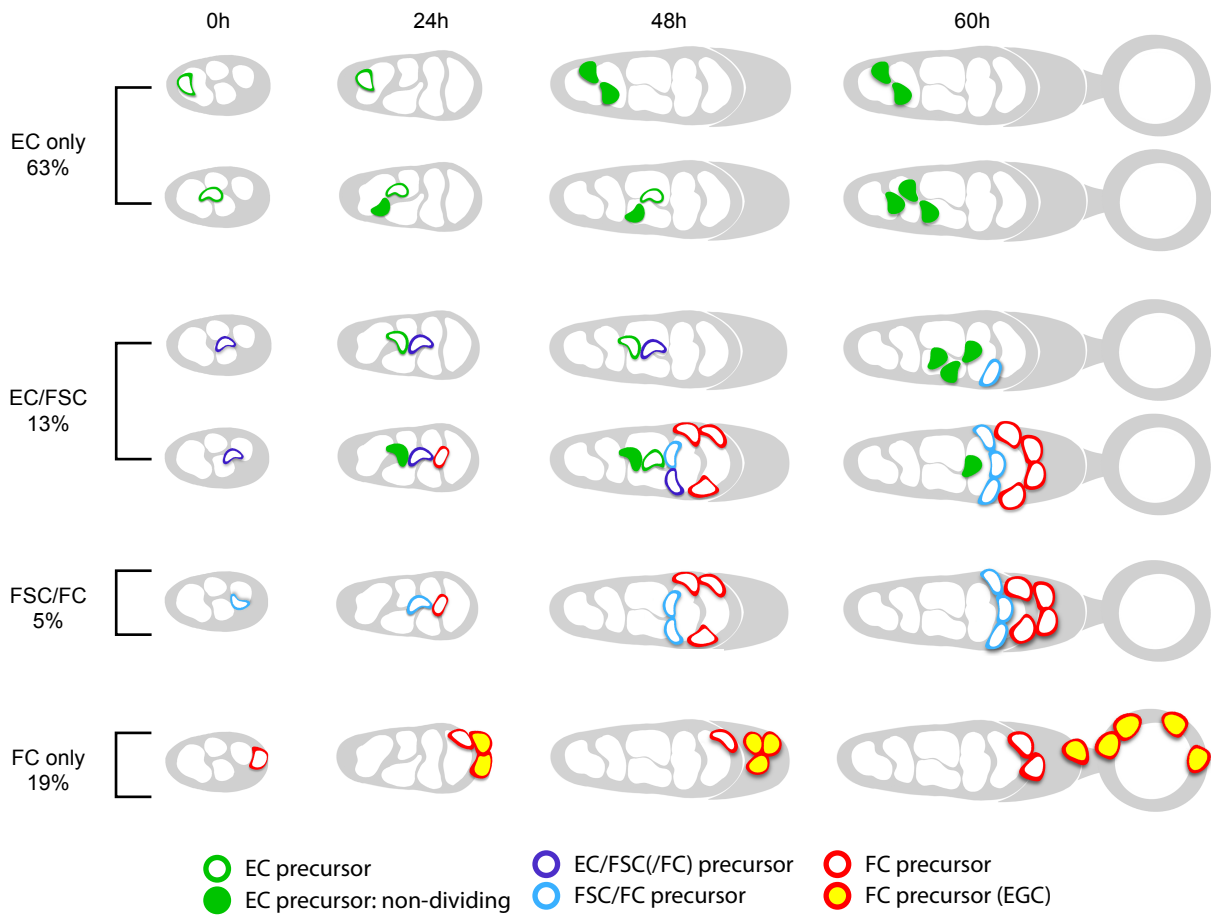 0h 24h 48h 60h
EC only
63%
EC/FSC
13%
FSC/FC
5%
FC only
19%
EC precursor
EC precursor: non-dividing
EC/FSC(/FC) precursor
FSC/FC precursor
FC precursor
FC precursor (EGC)